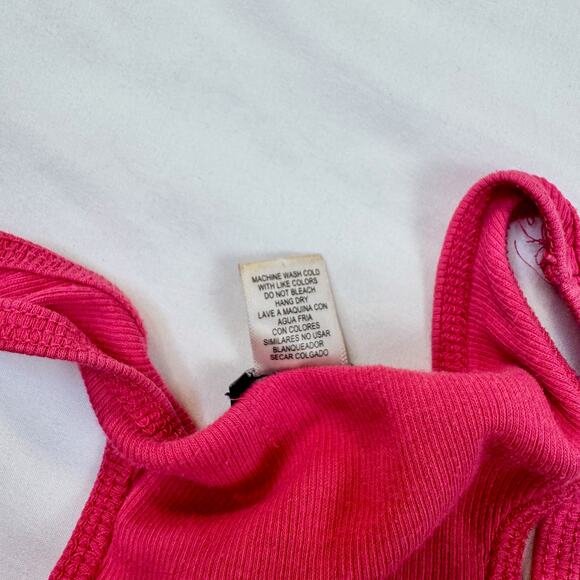 MACHINE WASH COLD
WITH LIKE COLORS
DO NOT BLEACH
HANG DRY
LAVE A MAQUINA CON
AGUA FRIA
CON COLORES
SIMILARES NO USAR
BLANQUEADOR
SECAR COLGADO